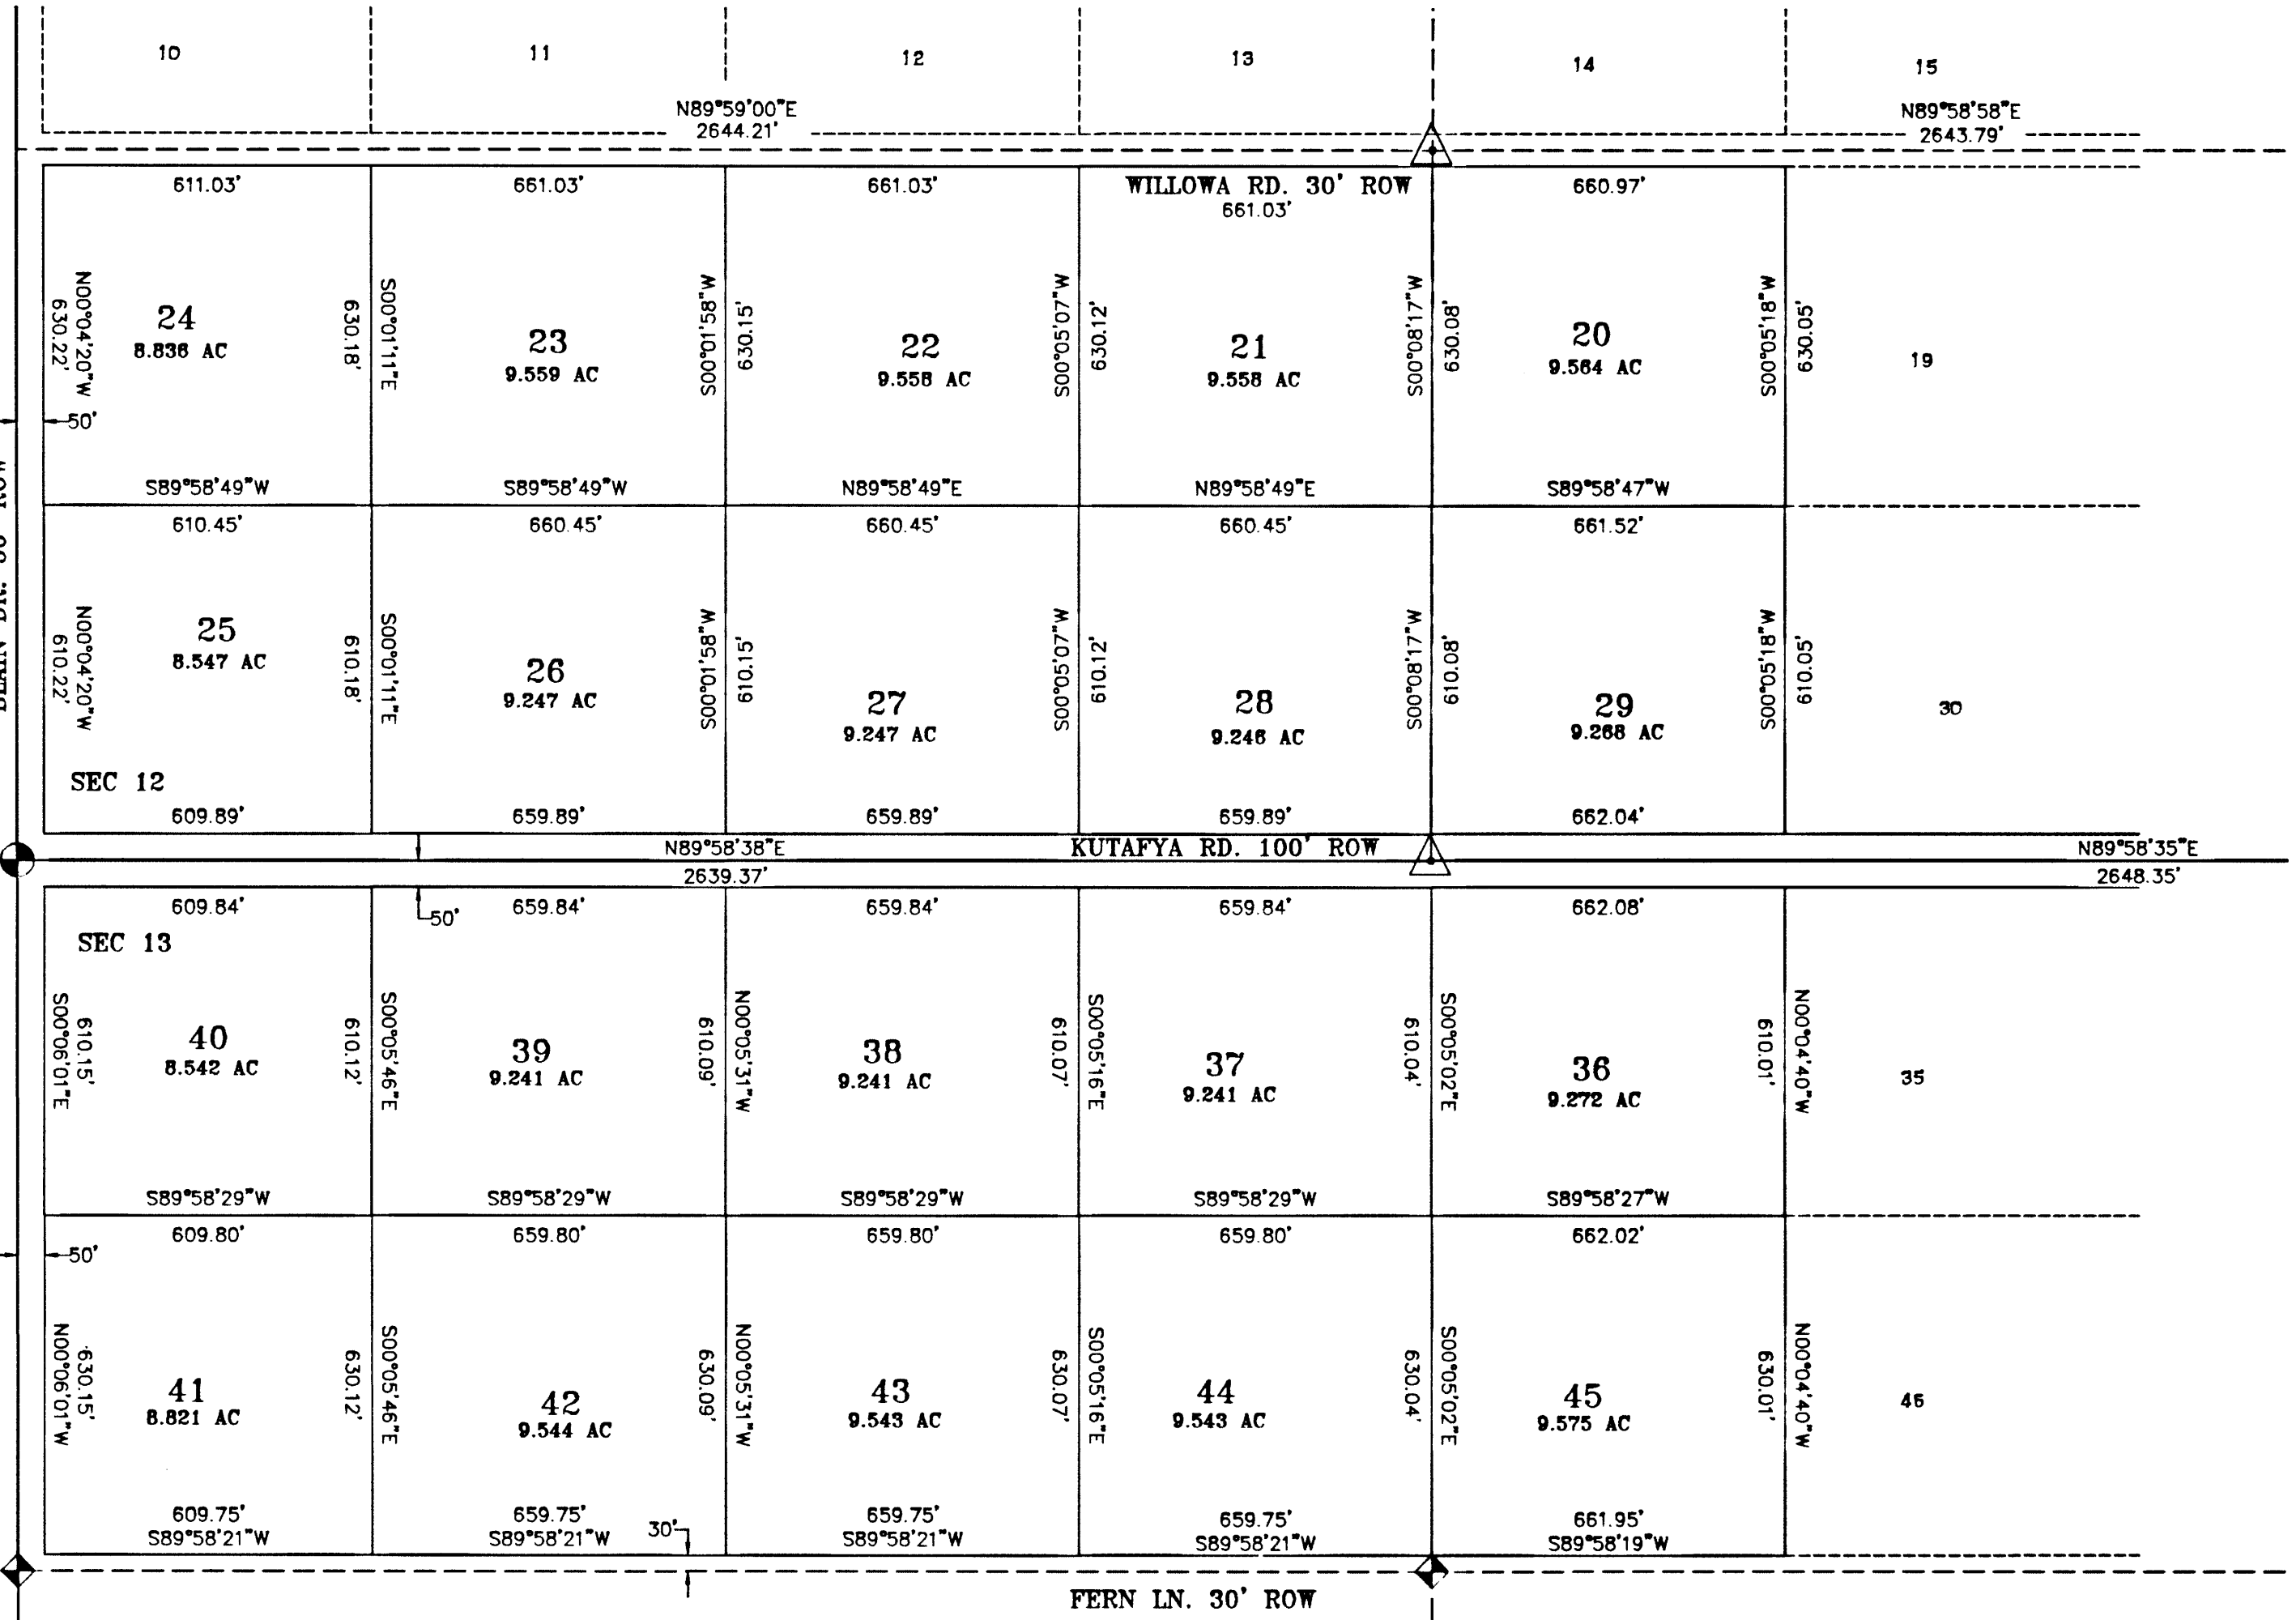 10
11
12
13
14
15
N89°59'00"E
2644.21'
N89°58'58"E
2643.79'
611.03'
661.03'
661.03'
WILLOWA RD. 30' ROW
661.03'
660.97'
N00°04'20"W
630.22'
24
8.836 AC
630.18'
S00°01'11"E
23
9.559 AC
S00°01'58"W
630.15'
22
9.558 AC
S00°05'07"W
630.12'
21
9.558 AC
S00°08'17"W
630.08'
20
9.564 AC
S00°05'18"W
630.05'
19
50'
S89°58'49"W
S89°58'49"W
N89°58'49"E
N89°58'49"E
S89°58'47"W
610.45'
660.45'
660.45'
660.45'
661.52'
N00°04'20"W
610.22'
25
8.547 AC
610.18'
S00°01'11"E
26
9.247 AC
S00°01'58"W
610.15'
27
9.247 AC
S00°05'07"W
610.12'
28
9.246 AC
S00°08'17"W
610.08'
29
9.268 AC
S00°05'18"W
610.05'
30
SEC 12
609.89'
659.89'
659.89'
659.89'
662.04'
N89°58'38"E
KUTAFYA RD. 100' ROW
N89°58'35"E
2639.37'
2648.35'
609.84'
50'
659.84'
659.84'
659.84'
662.08'
SEC 13
S00°06'01"E
610.15'
40
8.542 AC
610.12'
S00°05'46"E
39
9.241 AC
610.09'
N00°05'31"W
38
9.241 AC
610.07'
S00°05'16"E
37
9.241 AC
610.04'
S00°05'02"E
36
9.272 AC
610.01'
N00°04'40"W
35
S89°58'29"W
S89°58'29"W
S89°58'29"W
S89°58'29"W
S89°58'27"W
609.80'
659.80'
659.80'
659.80'
662.02'
50'
N00°06'01"W
630.15'
41
8.821 AC
630.12'
S00°05'46"E
42
9.544 AC
630.09'
N00°05'31"W
43
9.543 AC
630.07'
S00°05'16"E
44
9.543 AC
630.04'
S00°05'02"E
45
9.575 AC
630.01'
N00°04'40"W
46
609.75'
S89°58'21"W
659.75'
S89°58'21"W
30'
659.75'
S89°58'21"W
659.75'
S89°58'21"W
661.95'
S89°58'19"W
FERN LN. 30' ROW